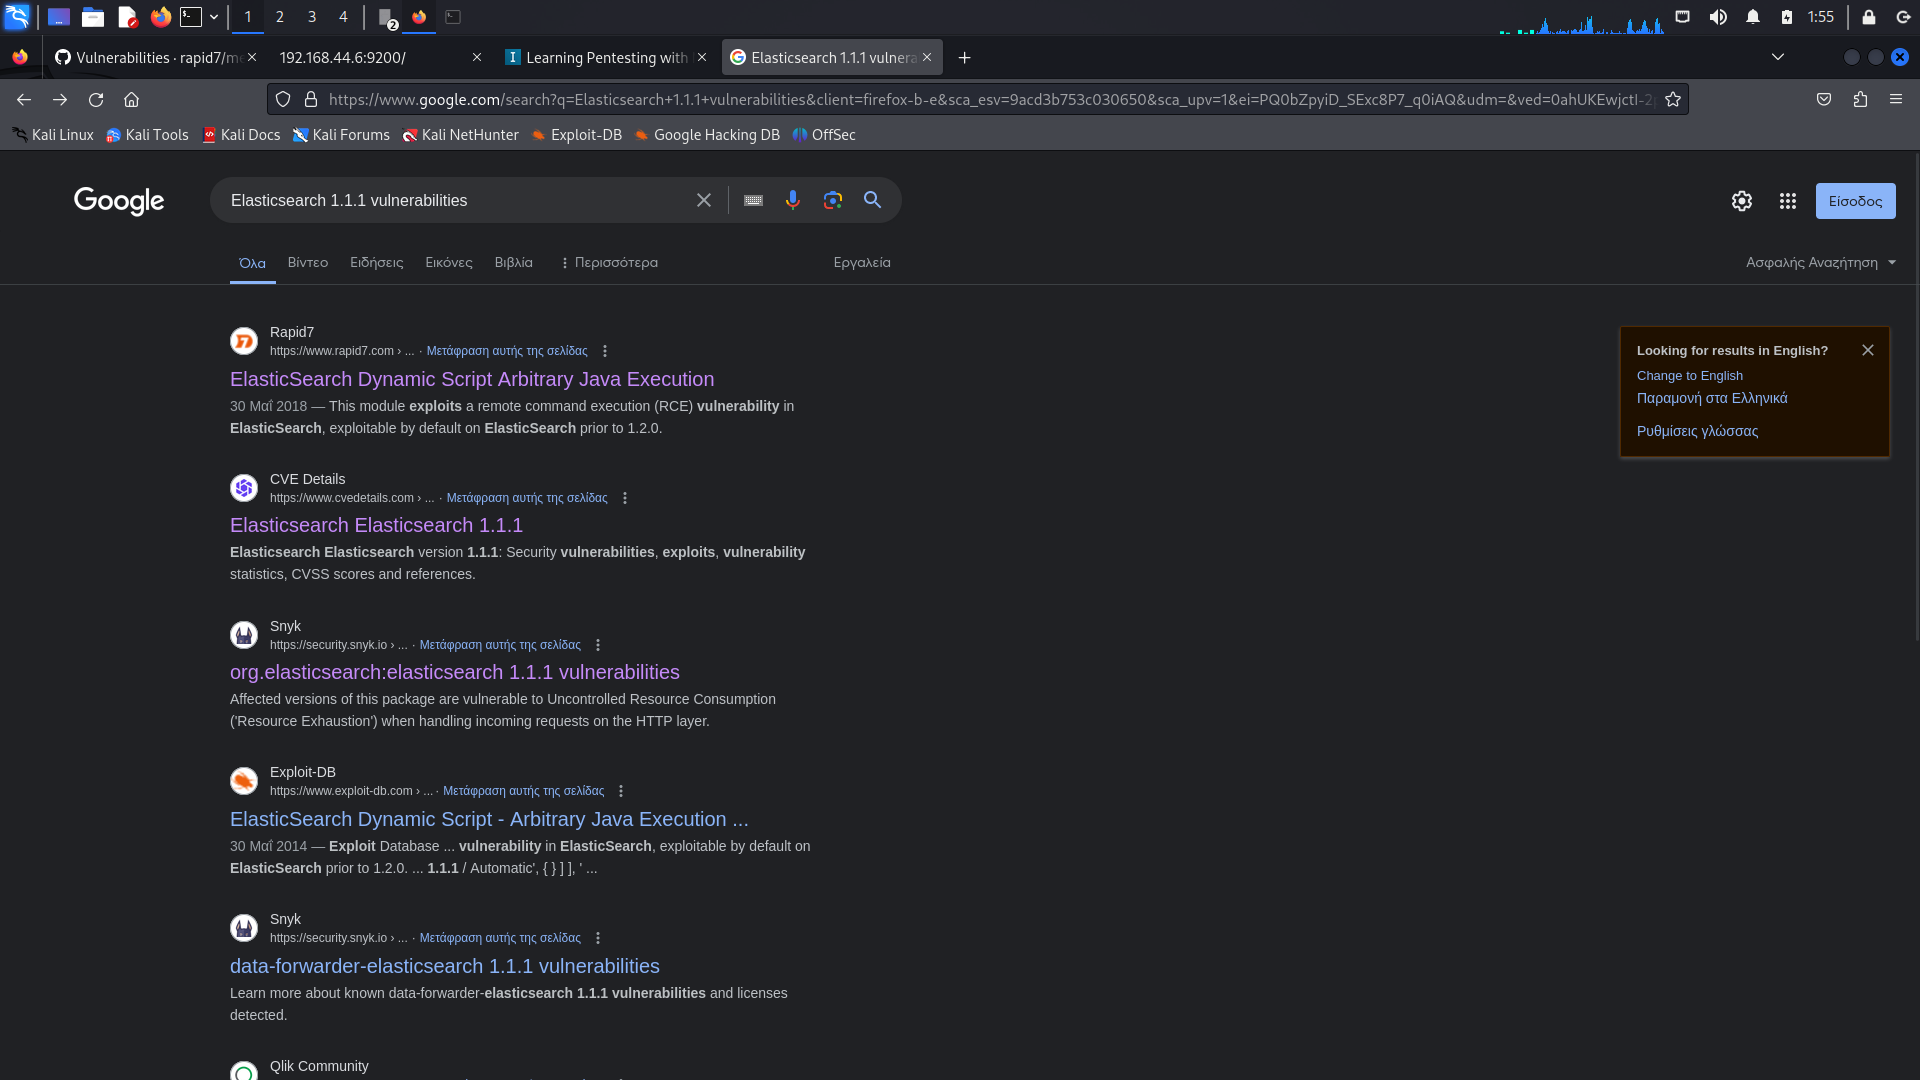 1 2 3 4 2 1:55
Vulnerabilities · rapid7/me
192.168.44.6:9200/
Learning Pentesting with
Elasticsearch 1.1.1 vulnera
https://www.google.com/search?q=Elasticsearch+1.1.1+vulnerabilities&client=firefox-b-e&sca_esv=9acd3b753c030650&sca_upv=1&ei=PQ0bZpyiD_SExc8P7_q0iAQ&udm=&ved=0ahUKEwjctI-2p
Kali Linux Kali Tools Kali Docs Kali Forums Kali NetHunter Exploit-DB Google Hacking DB OffSec
Google
Elasticsearch 1.1.1 vulnerabilities
Είσοδος
Όλα Βίντεο Ειδήσεις Εικόνες Βιβλία Περισσότερα Εργαλεία Ασφαλής Αναζήτηση
Rapid7
https://www.rapid7.com › ... · Μετάφραση αυτής της σελίδας
ElasticSearch Dynamic Script Arbitrary Java Execution
30 Μαΐ 2018 — This module exploits a remote command execution (RCE) vulnerability in
ElasticSearch, exploitable by default on ElasticSearch prior to 1.2.0.
CVE Details
https://www.cvedetails.com › ... · Μετάφραση αυτής της σελίδας
Elasticsearch Elasticsearch 1.1.1
Elasticsearch Elasticsearch version 1.1.1: Security vulnerabilities, exploits, vulnerability
statistics, CVSS scores and references.
Snyk
https://security.snyk.io › ... · Μετάφραση αυτής της σελίδας
org.elasticsearch:elasticsearch 1.1.1 vulnerabilities
Affected versions of this package are vulnerable to Uncontrolled Resource Consumption
('Resource Exhaustion') when handling incoming requests on the HTTP layer.
Exploit-DB
https://www.exploit-db.com › ... · Μετάφραση αυτής της σελίδας
ElasticSearch Dynamic Script - Arbitrary Java Execution ...
30 Μαΐ 2014 — Exploit Database ... vulnerability in ElasticSearch, exploitable by default on
ElasticSearch prior to 1.2.0. ... 1.1.1 / Automatic', { } ] ], ' ...
Snyk
https://security.snyk.io › ... · Μετάφραση αυτής της σελίδας
data-forwarder-elasticsearch 1.1.1 vulnerabilities
Learn more about known data-forwarder-elasticsearch 1.1.1 vulnerabilities and licenses
detected.
Qlik Community
Looking for results in English?
Change to English
Παραμονή στα Ελληνικά
Ρυθμίσεις γλώσσας